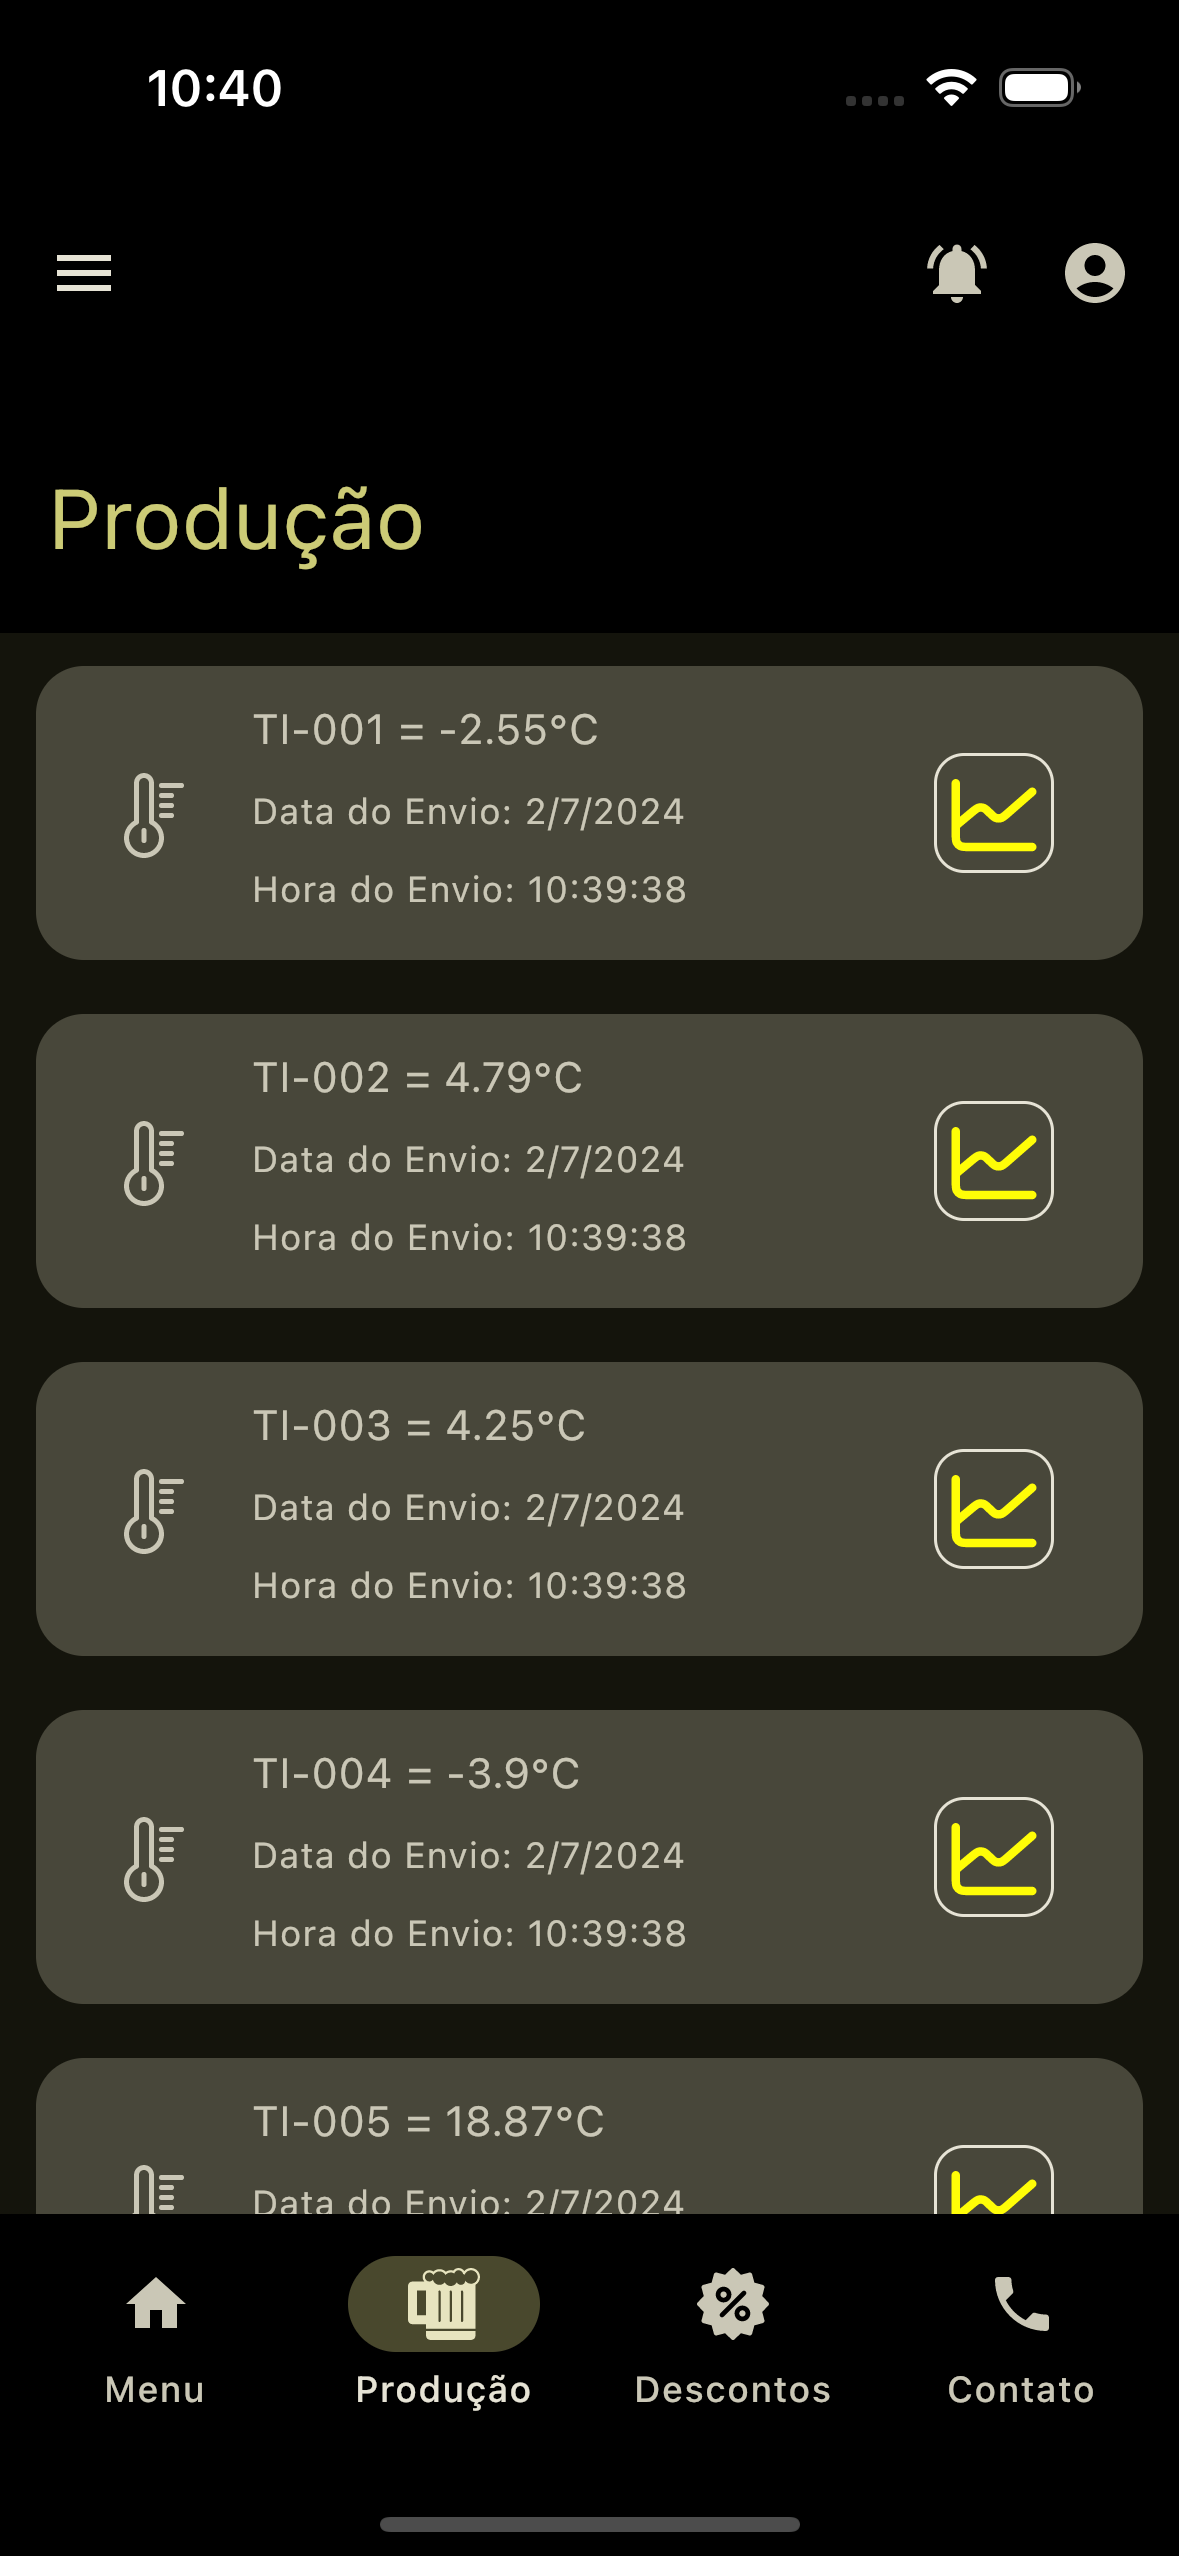 10:40
Produção
TI-001 = -2.55°C
Data do Envio: 2/7/2024
Hora do Envio: 10:39:38
TI-002 = 4.79°C
Data do Envio: 2/7/2024
Hora do Envio: 10:39:38
TI-003 = 4.25°C
Data do Envio: 2/7/2024
Hora do Envio: 10:39:38
TI-004 = -3.9°C
Data do Envio: 2/7/2024
Hora do Envio: 10:39:38
TI-005 = 18.87°C
Data do Envio: 2/7/2024
Menu Produção Descontos Contato